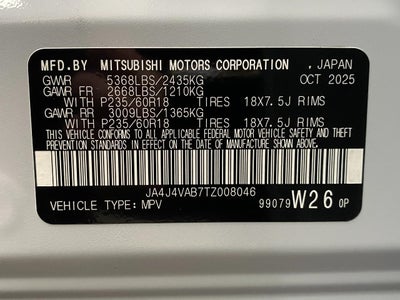 MFD.BY MITSUBISHI MOTORS CORPORATION , JAPAN
GVWR 5368LBS/2435KG OCT 2025
GAWR FR 2668LBS/1210KG
WITH P235/60R18 TIRES 18X7.5J RIMS
GAWR RR 3009LBS/1365KG
WITH P235/60R18 TIRES 18X7.5J RIMS
THIS VEHICLE CONFORMS TO ALL APPLICABLE FEDERAL MOTOR VEHICLE SAFETY AND
THEFT PREVENTION STANDARDS IN EFFECT ON THE DATE OF MANUFACTURE SHOWN ABOVE.
JA4J4VAB7TZ008046
VEHICLE TYPE: MPV 99079 W26 0P